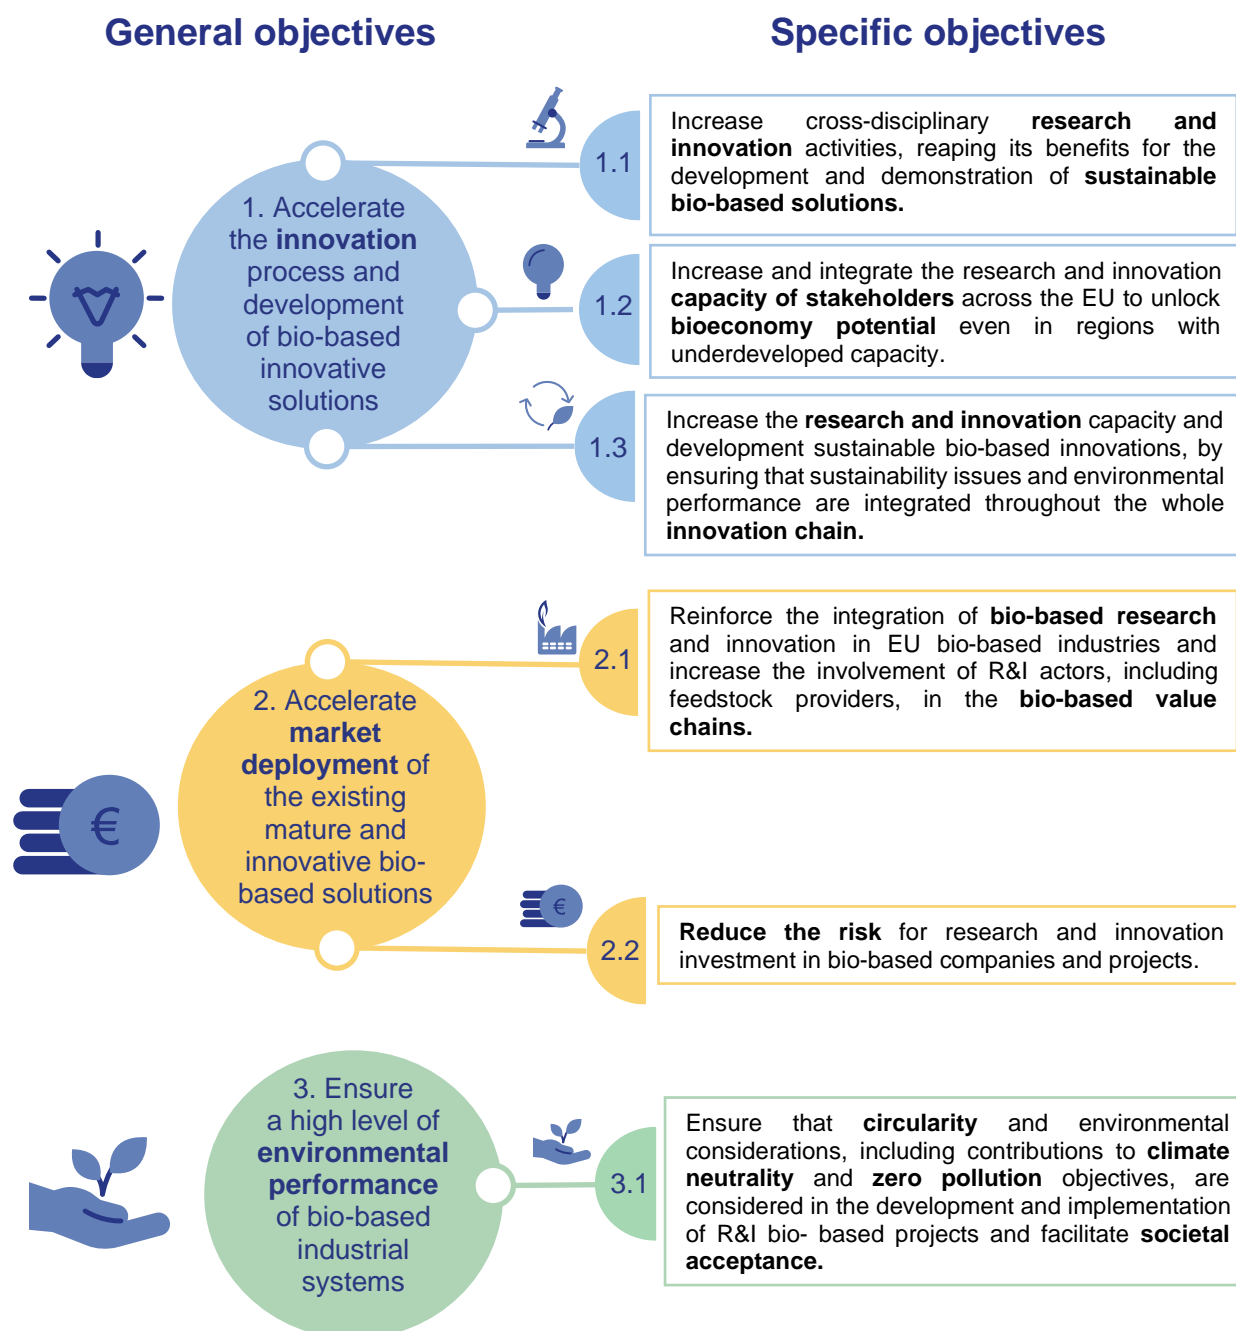 General objectives
Specific objectives
1. Accelerate
the innovation
process and
development
of bio-based
innovative
solutions
1.1
Increase cross-disciplinary research and
innovation activities, reaping its benefits for the
development and demonstration of sustainable
bio-based solutions.
1.2
Increase and integrate the research and innovation
capacity of stakeholders across the EU to unlock
bioeconomy potential even in regions with
underdeveloped capacity.
1.3
Increase the research and innovation capacity and
development sustainable bio-based innovations, by
ensuring that sustainability issues and environmental
performance are integrated throughout the whole
innovation chain.
2. Accelerate
market
deployment of
the existing
mature and
innovative bio-
based solutions
€
2.1
Reinforce the integration of bio-based research
and innovation in EU bio-based industries and
increase the involvement of R&I actors, including
feedstock providers, in the bio-based value
chains.
€
2.2
Reduce the risk for research and innovation
investment in bio-based companies and projects.
3. Ensure
a high level of
environmental
performance
of bio-based
industrial
systems
3.1
Ensure that circularity and environmental
considerations, including contributions to climate
neutrality and zero pollution objectives, are
considered in the development and implementation
of R&I bio- based projects and facilitate societal
acceptance.